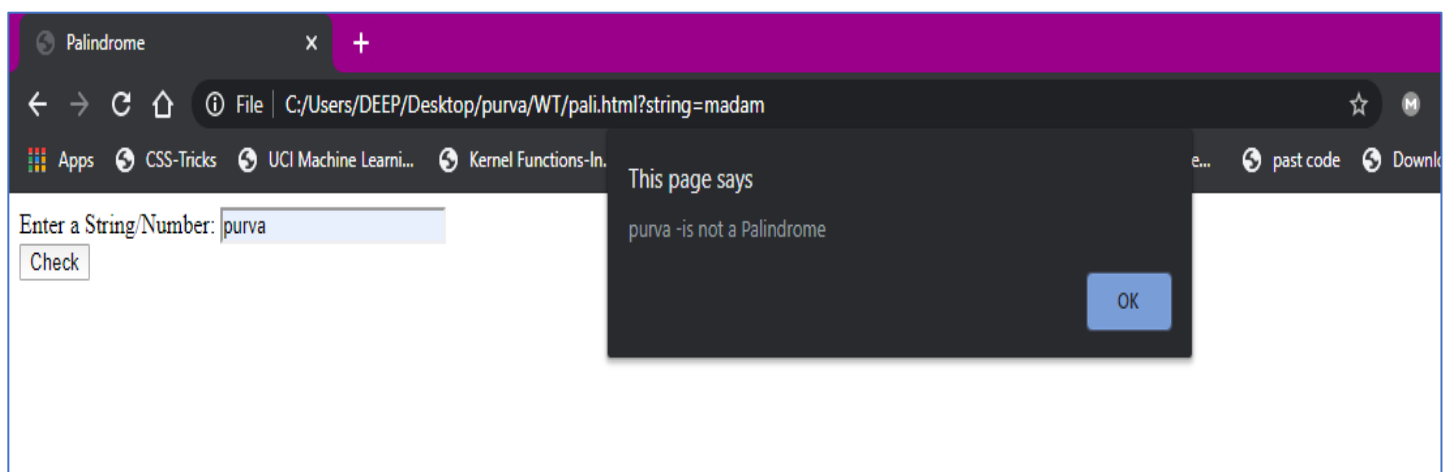 Palindrome × +
File | C:/Users/DEEP/Desktop/purva/WT/pali.html?string=madam M
Apps CSS-Tricks UCI Machine Learni... Kernel Functions-In. e... past code Downlo
This page says
purva -is not a Palindrome
OK
Enter a String/Number: purva
Check